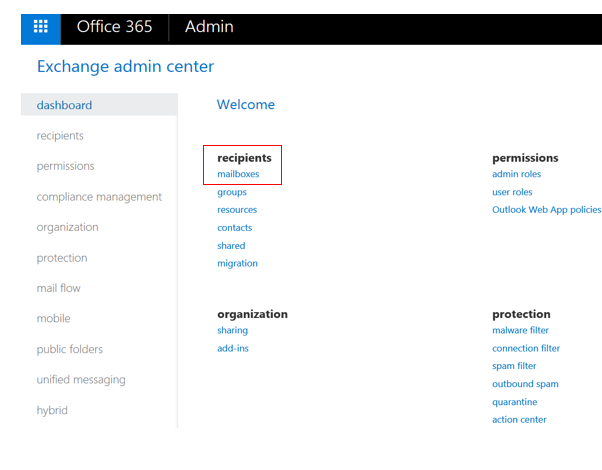 Office 365 Admin
Exchange admin center
dashboard
recipients
permissions
compliance management
organization
protection
mail flow
mobile
public folders
unified messaging
hybrid
Welcome
recipients
mailboxes
groups
resources
contacts
shared
migration
permissions
admin roles
user roles
Outlook Web App policies
organization
sharing
add-ins
protection
malware filter
connection filter
spam filter
outbound spam
quarantine
action center